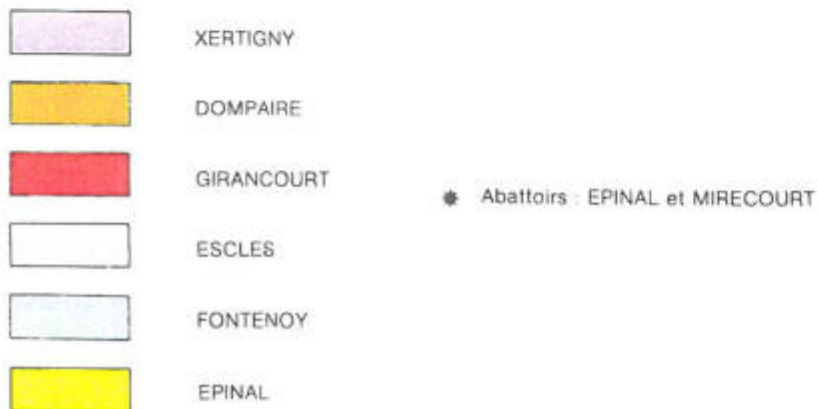 XERTIGNY
DOMPAIRE
GIRANCOURT
✹ Abattoirs : EPINAL et MIRECOURT
ESCLES
FONTENOY
EPINAL